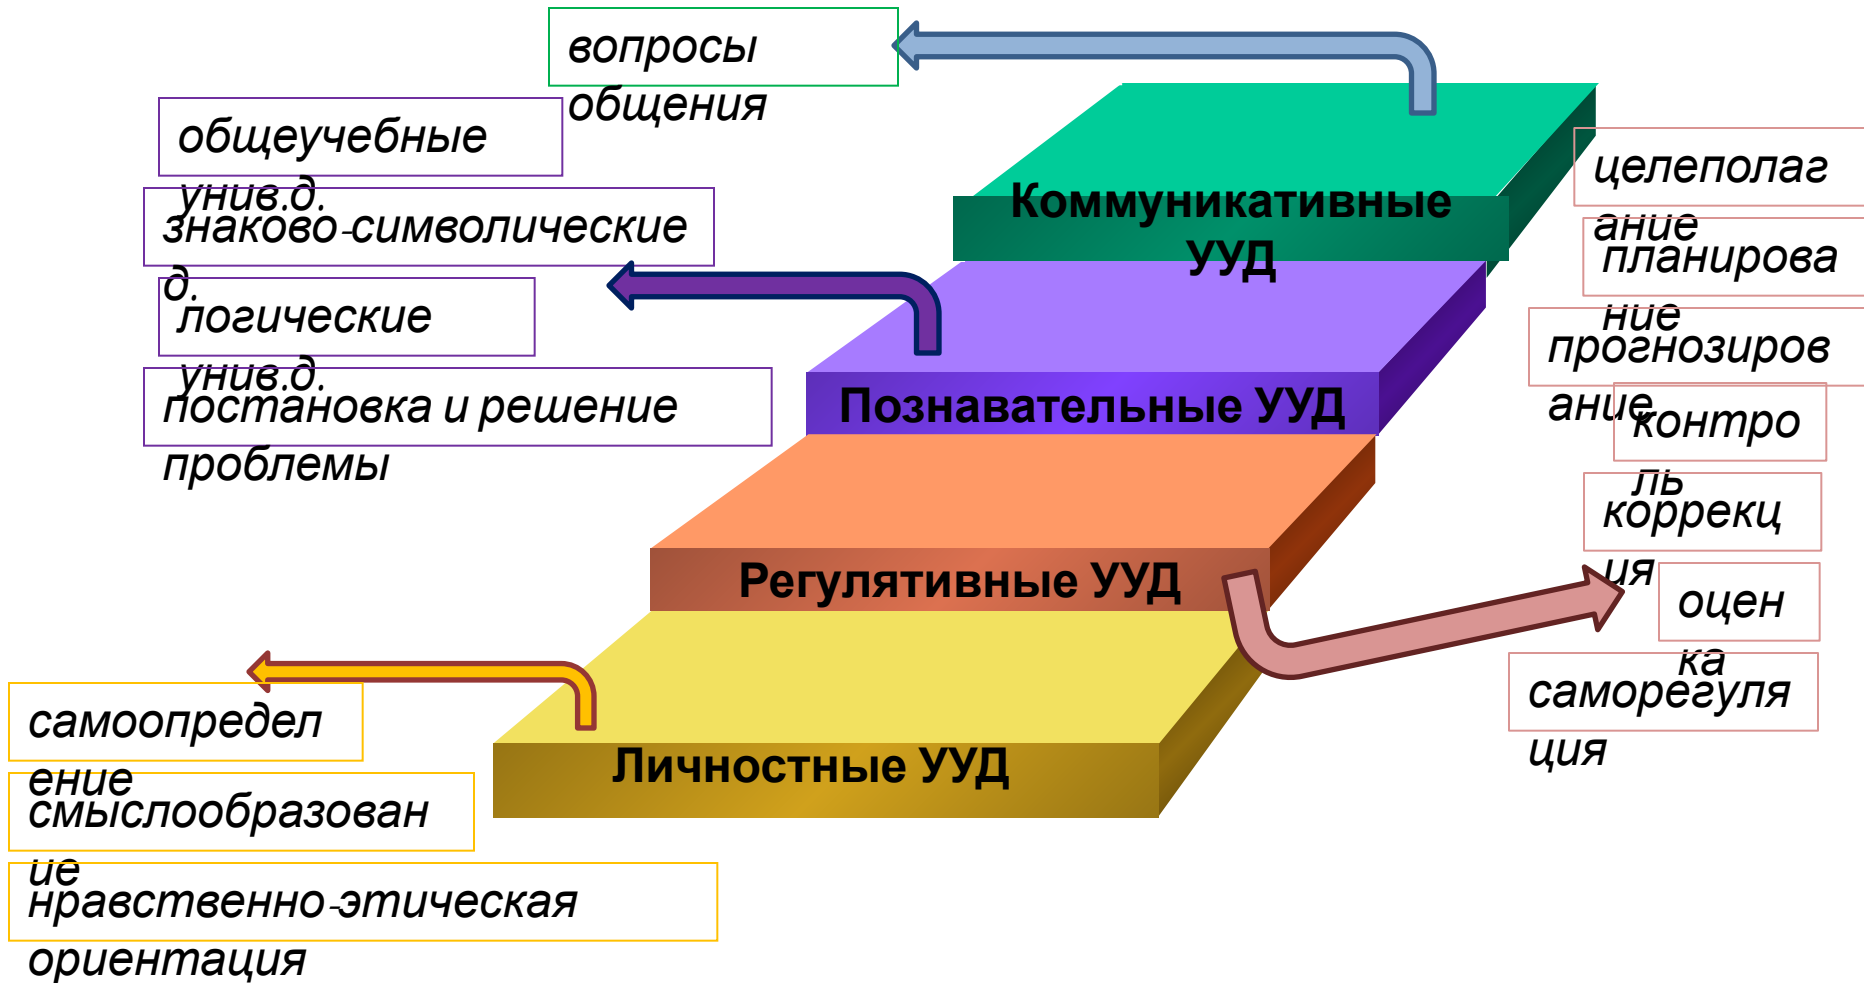 вопросы
общения
общеучебные
унив.д.
знаково-символические
д.
логические
унив.д.
постановка и решение
проблемы
Коммуникативные
УУД
Познавательные УУД
Регулятивные УУД
Личностные УУД
целеполаг
ание
планирова
ние
прогнозиров
ание
контро
ль
коррекц
ия
оцен
ка
саморегуля
ция
самоопредел
ение
смыслообразован
ие
нравственно-этическая
ориентация